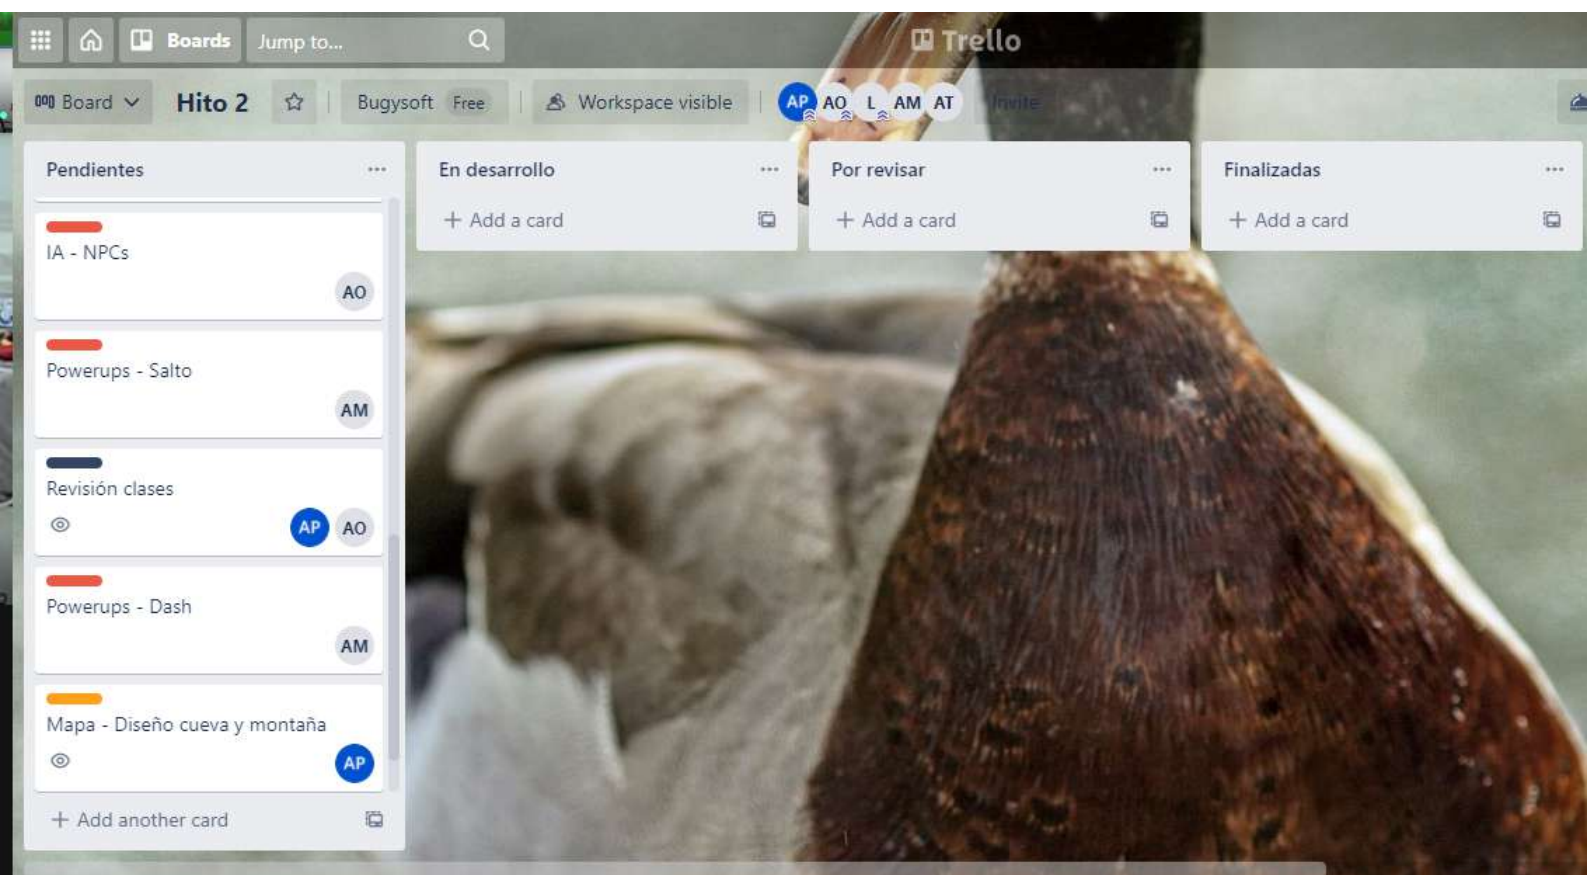 Boards
Jump to...
Trello
Board
Hito 2
Bugysoft
Free
Workspace visible
AP
AO
L
AM
AT
Invite
Pendientes
IA - NPCs
AO
Powerups - Salto
AM
Revisión clases
AP
AO
Powerups - Dash
AM
Mapa - Diseño cueva y montaña
AP
+ Add another card
En desarrollo
+ Add a card
Por revisar
+ Add a card
Finalizadas
+ Add a card